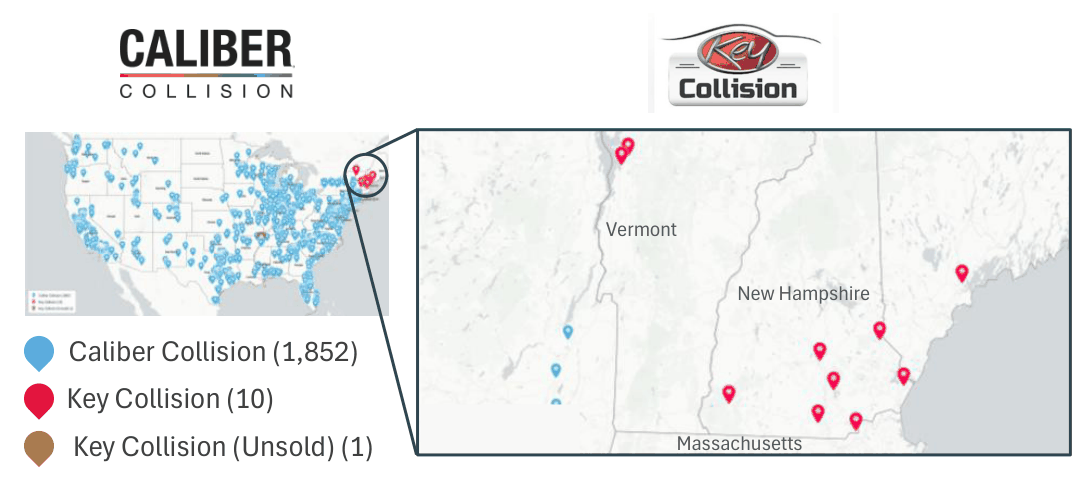 CALIBER
COLLISION
Key
Collision
Vermont
New Hampshire
Massachusetts
Caliber Collision (1,852)
Key Collision (10)
Key Collision (Unsold) (1)